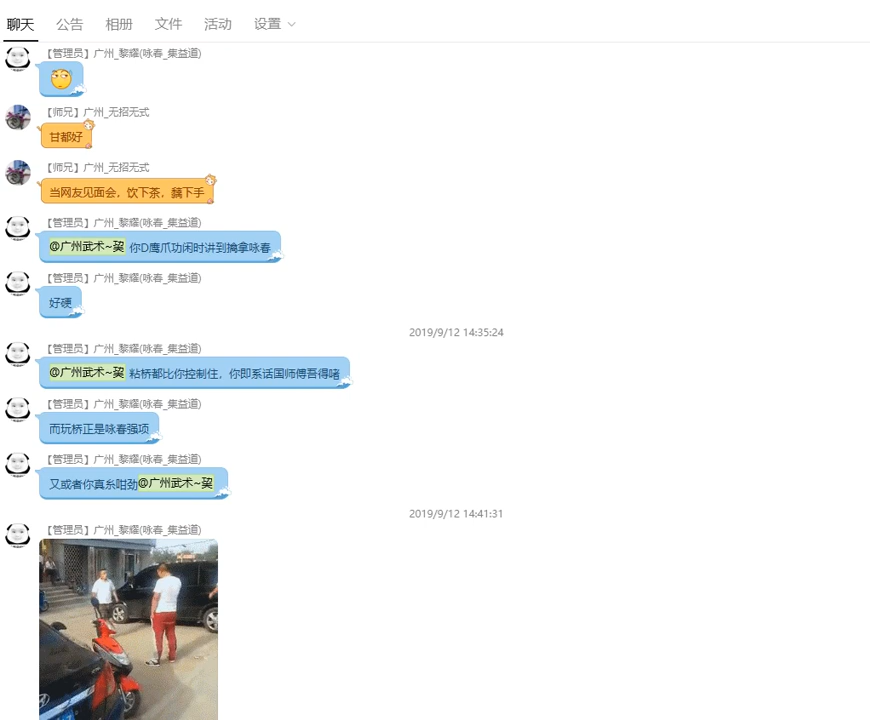 聊天 公告 相册 文件 活动 设置
【管理员】广州_黎耀(咏春_集益道)
【师兄】广州_无招无式
甘都好
【师兄】广州_无招无式
当网友见面会，饮下茶，黐下手
【管理员】广州_黎耀(咏春_集益道)
@广州武术~巭 你D鹰爪功闲时讲到擒拿咏春
【管理员】广州_黎耀(咏春_集益道)
好硬
2019/9/12 14:35:24
【管理员】广州_黎耀(咏春_集益道)
@广州武术~巭 粘桥都比你控制住，你即系话国师傅吾得啫
【管理员】广州_黎耀(咏春_集益道)
而玩桥正是咏春强项
【管理员】广州_黎耀(咏春_集益道)
又或者你真糸咁劲@广州武术~巭
2019/9/12 14:41:31
【管理员】广州_黎耀(咏春_集益道)